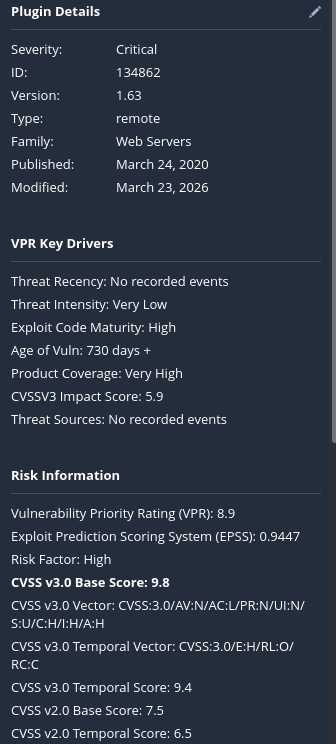 Plugin Details
Severity: Critical
ID: 134862
Version: 1.63
Type: remote
Family: Web Servers
Published: March 24, 2020
Modified: March 23, 2026
VPR Key Drivers
Threat Recency: No recorded events
Threat Intensity: Very Low
Exploit Code Maturity: High
Age of Vuln: 730 days +
Product Coverage: Very High
CVSSV3 Impact Score: 5.9
Threat Sources: No recorded events
Risk Information
Vulnerability Priority Rating (VPR): 8.9
Exploit Prediction Scoring System (EPSS): 0.9447
Risk Factor: High
CVSS v3.0 Base Score: 9.8
CVSS v3.0 Vector: CVSS:3.0/AV:N/AC:L/PR:N/UI:N/
S:U/C:H/I:H/A:H
CVSS v3.0 Temporal Vector: CVSS:3.0/E:H/RL:O/
RC:C
CVSS v3.0 Temporal Score: 9.4
CVSS v2.0 Base Score: 7.5
CVSS v2.0 Temporal Score: 6.5